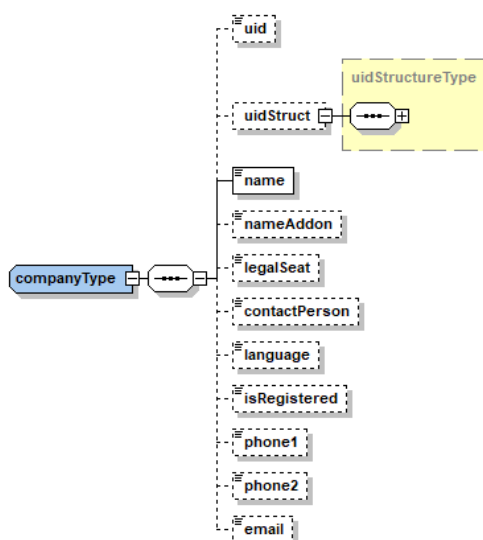 uid
uidStructureType
uidStruct
name
nameAddon
legalSeat
companyType
contactPerson
language
isRegistered
phone1
phone2
email